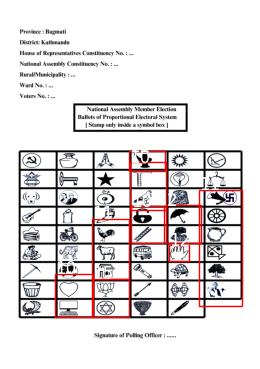 Province : Bagmati
District: Kathmandu
House of Representatives Constituency No. : ...
National Assembly Constituency No. : ...
Rural/Municipality : ...
Ward No. : ...
Voters No. : ...
National Assembly Member Election
Ballots of Proportional Electoral System
[ Stamp only inside a symbol box ]
Signature of Polling Officer : ......